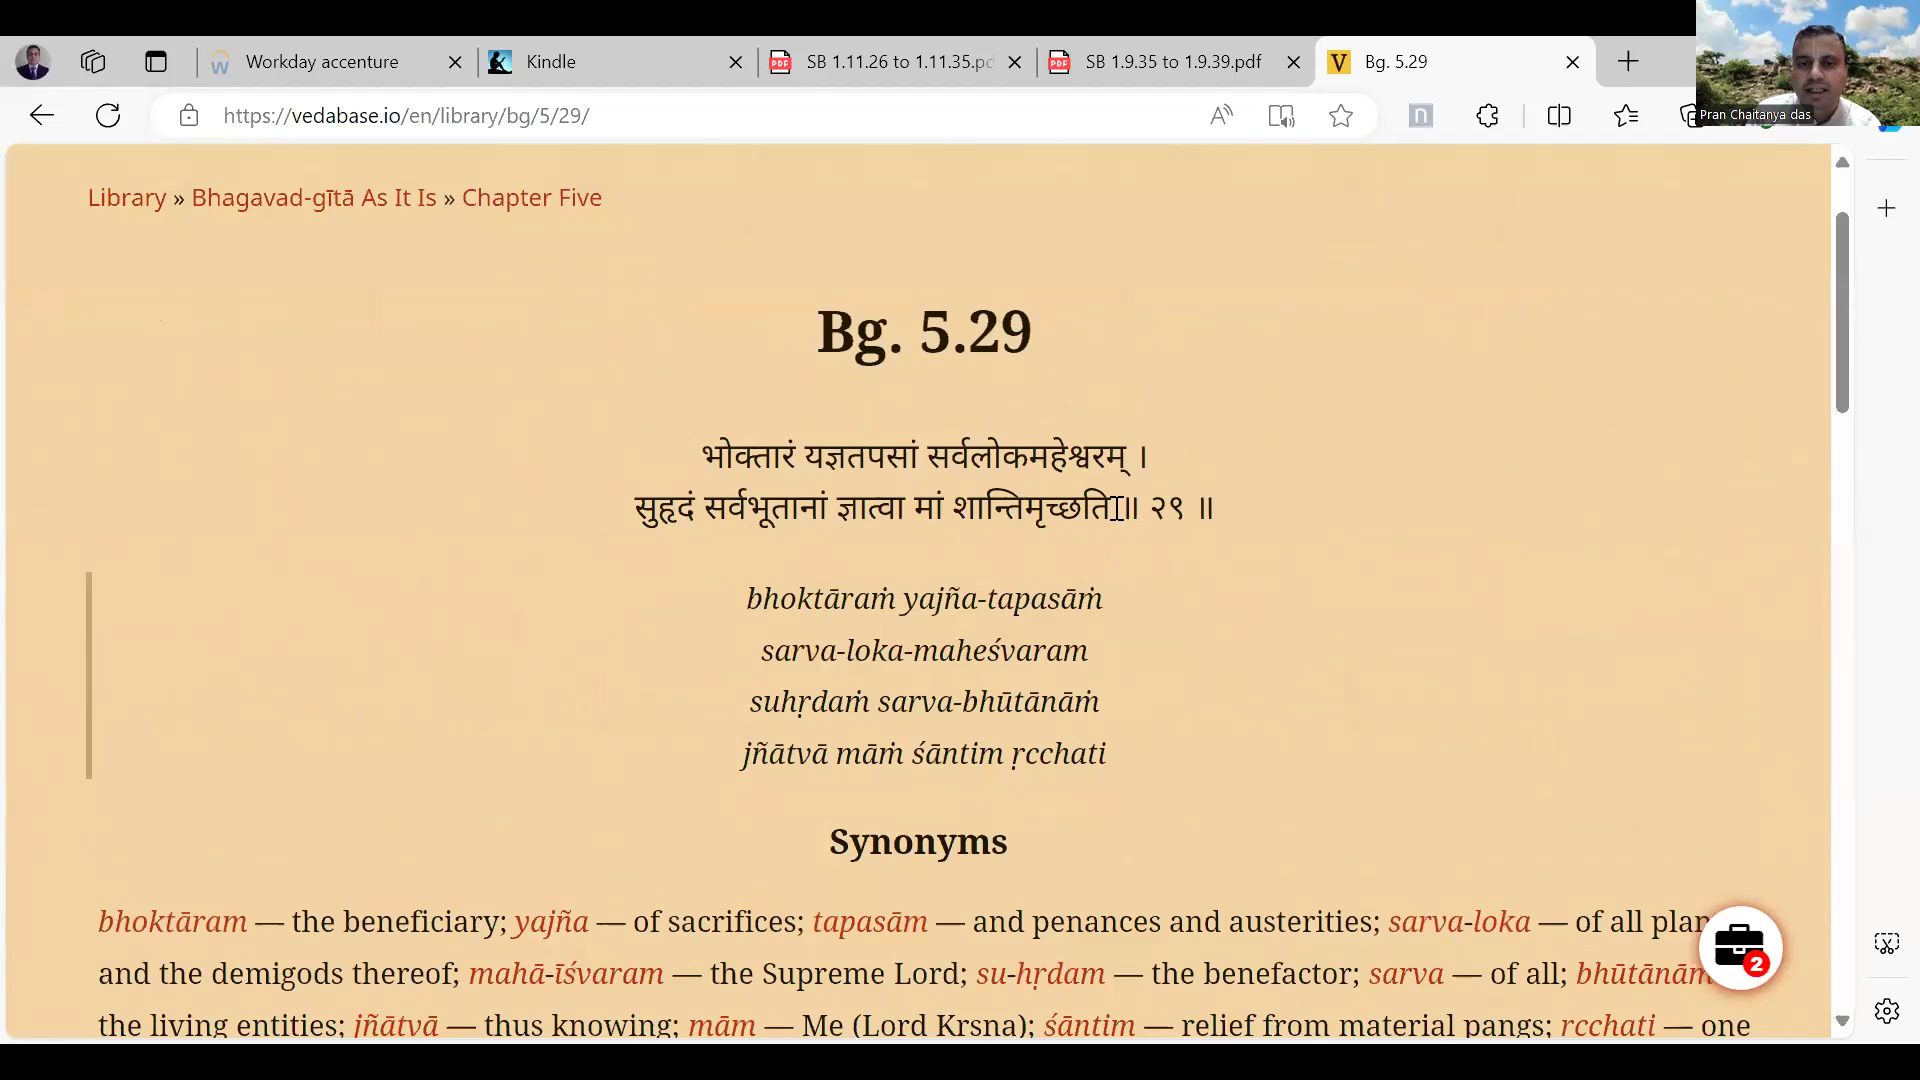 Workday accenture
Kindle
SB 1.11.26 to 1.11.35.pd
SB 1.9.35 to 1.9.39.pdf
Bg. 5.29
https://vedabase.io/en/library/bg/5/29/
Pran Chaitanya das
Library » Bhagavad-gītā As It Is » Chapter Five
Bg. 5.29
भोक्तारं यज्ञतपसां सर्वलोकमहेश्वरम् ।
सुहृदं सर्वभूतानां ज्ञात्वा मां शान्तिमृच्छति ॥ २९ ॥
bhoktāraṁ yajña-tapasāṁ
sarva-loka-maheśvaram
suhṛdaṁ sarva-bhūtānāṁ
jñātvā māṁ śāntim ṛcchati
Synonyms
bhoktāram — the beneficiary; yajña — of sacrifices; tapasām — and penances and austerities; sarva-loka — of all
and the demigods thereof; mahā-īśvaram — the Supreme Lord; su-hṛdam — the benefactor; sarva — of all; bhūtānām
the living entities; jñātvā — thus knowing; mām — Me (Lord Kṛṣṇa); śāntim — relief from material pangs; ṛcchati — one
2